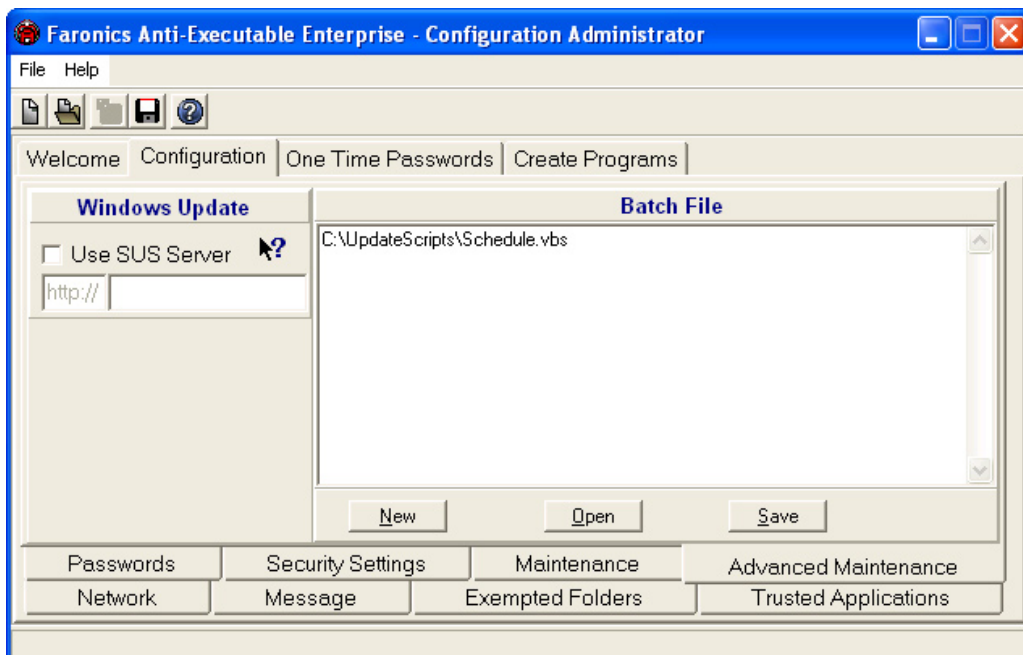 Faronics Anti-Executable Enterprise - Configuration Administrator
File Help
Welcome Configuration One Time Passwords Create Programs
Windows Update
Use SUS Server
http://
Batch File
C:\UpdateScripts\Schedule.vbs
New Open Save
Passwords Security Settings Maintenance Advanced Maintenance
Network Message Exempted Folders Trusted Applications